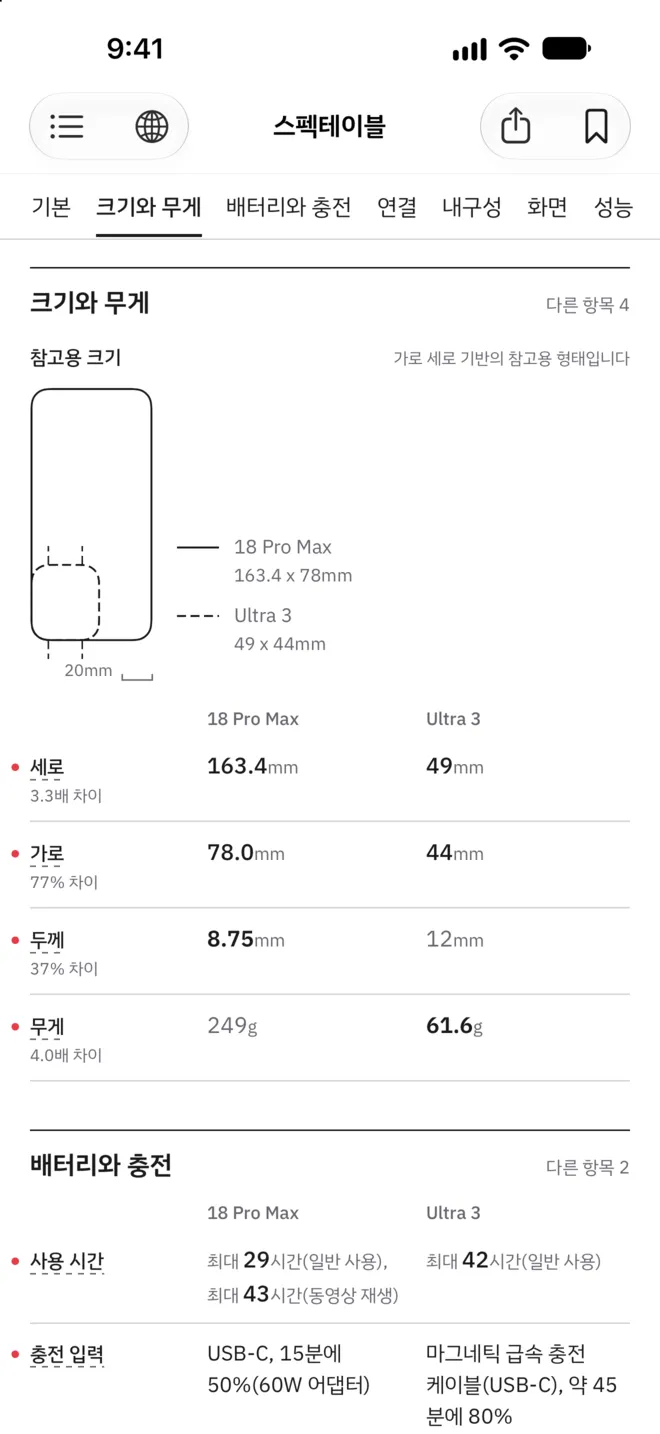 9:41
스펙테이블
기본 크기와 무게 배터리와 충전 연결 내구성 화면 성능
크기와 무게 다른 항목 4
참고용 크기 가로 세로 기반의 참고용 형태입니다
18 Pro Max
163.4 x 78mm
Ultra 3
49 x 44mm
20mm
18 Pro Max Ultra 3
세로 163.4mm 49mm
3.3배 차이
가로 78.0mm 44mm
77% 차이
두께 8.75mm 12mm
37% 차이
무게 249g 61.6g
4.0배 차이
배터리와 충전 다른 항목 2
18 Pro Max Ultra 3
사용 시간 최대 29시간(일반 사용), 최대 42시간(일반 사용)
최대 43시간(동영상 재생)
충전 입력 USB-C, 15분에 마그네틱 급속 충전
50%(60W 어댑터) 케이블(USB-C), 약 45
분에 80%